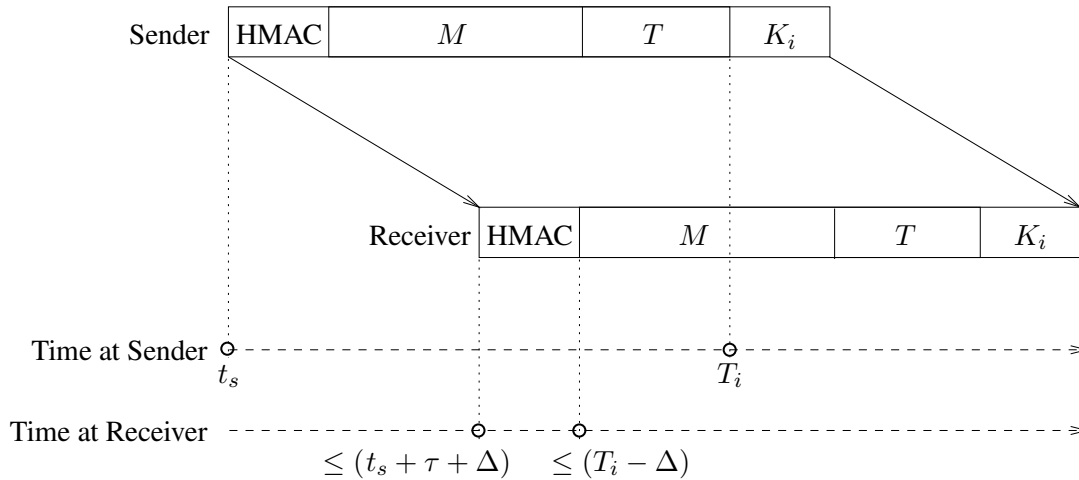 Sender HMAC M T K_i
Receiver HMAC M T K_i
Time at Sender
t_s T_i
Time at Receiver
≤ (t_s + τ + Δ) ≤ (T_i − Δ)